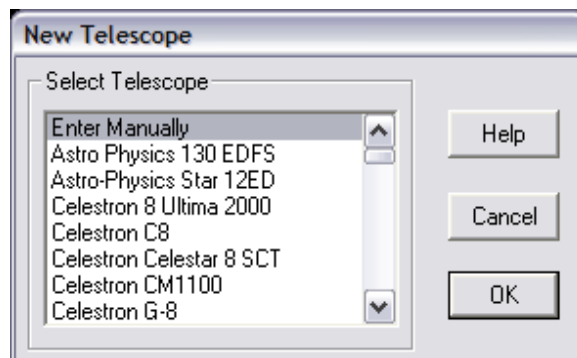 New Telescope
Select Telescope
Enter Manually
Astro Physics 130 EDFS
Astro-Physics Star 12ED
Celestron 8 Ultima 2000
Celestron C8
Celestron Celestar 8 SCT
Celestron CM1100
Celestron G-8
Help
Cancel
OK